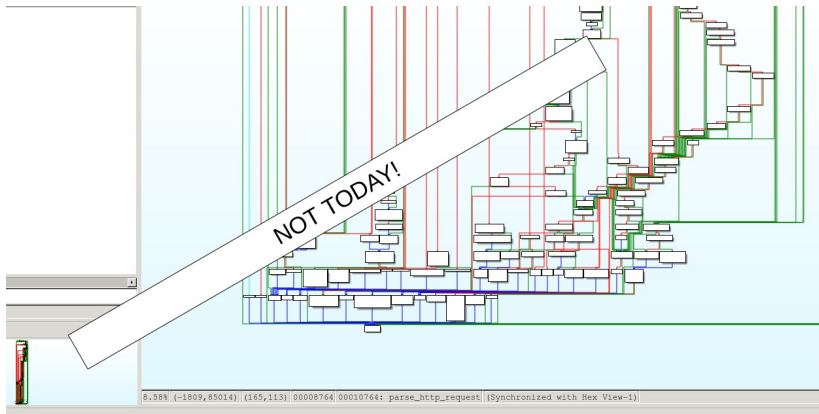 NOT TODAY!
8.58% (-1809,85014) (165,113) 00008764 00010764: parse_http_request (Synchronized with Hex View-1)